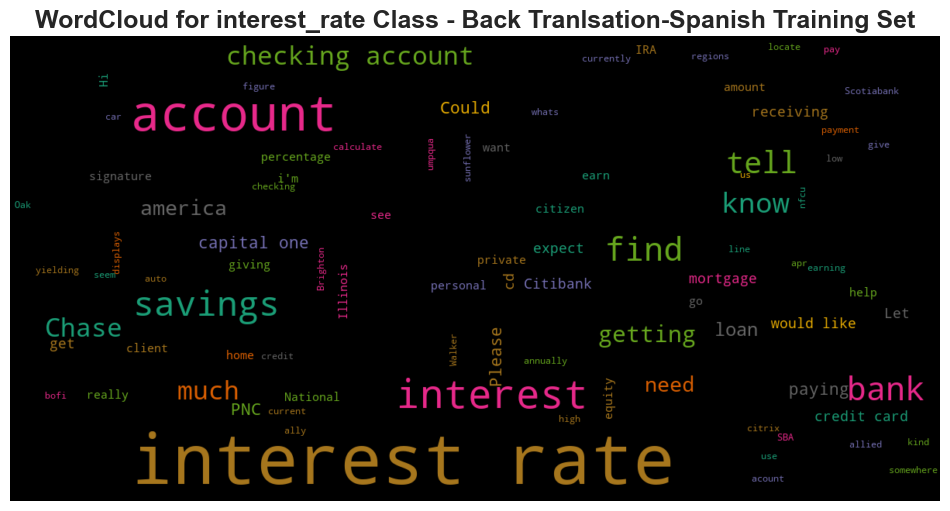 WordCloud for interest_rate Class - Back Tranlsation-Spanish Training Set
checking account
IRA
locate
pay
currently
regions
Hi
figure
amount
Scotiabank
car
account
Could
whats
receiving
payment
calculate
umpqua
sunflower
want
give
percentage
tell
low
signature
i'm
us
checking
earn
know
nfcu
Oak
america
see
citizen
capital one
displays
expect
find
line
yielding
seem
giving
Brighton
Illinois
private
apr
earning
auto
personal
cd
Citibank
mortgage
help
savings
go
Let
Chase
getting
loan
would like
get
client
home
credit
Walker
Please
annually
bofi
really
much
National
interest
equity
need
paying
bank
PNC
current
high
credit card
ally
interest rate
citrix
SBA
allied
kind
use
acount
somewhere